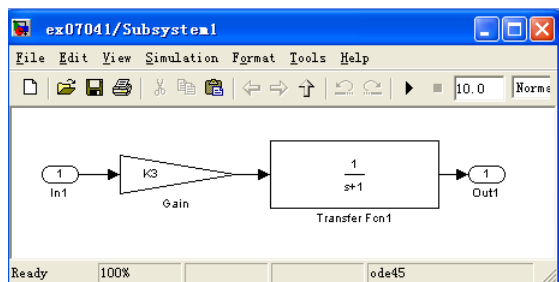 ex07041/Subsystem1
File Edit View Simulation Format Tools Help
10.0 Norma
1
In1
K3
Gain
1
s+1
Transfer Fcn1
1
Out1
Ready 100% ode45